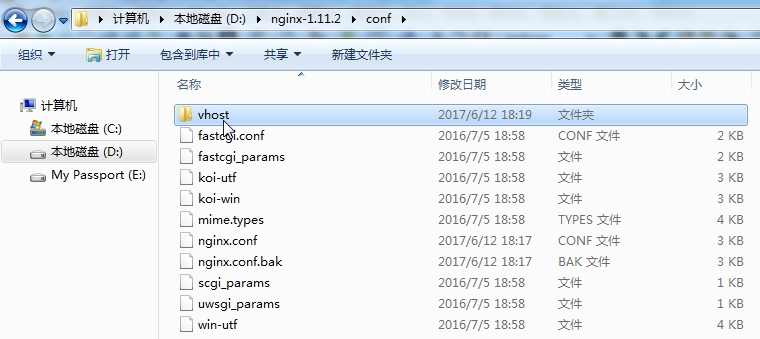 计算机 本地磁盘 (D:) nginx-1.11.2 conf
组织 打开 包含到库中 共享 新建文件夹
名称 修改日期 类型 大小
计算机
本地磁盘 (C:)
本地磁盘 (D:)
My Passport (E:)
vhost 2017/6/12 18:19 文件夹
fastcgi.conf 2016/7/5 18:58 CONF 文件 2 KB
fastcgi_params 2016/7/5 18:58 文件 2 KB
koi-utf 2016/7/5 18:58 文件 3 KB
koi-win 2016/7/5 18:58 文件 3 KB
mime.types 2016/7/5 18:58 TYPES 文件 4 KB
nginx.conf 2017/6/12 18:17 CONF 文件 3 KB
nginx.conf.bak 2017/6/12 18:17 BAK 文件 3 KB
scgi_params 2016/7/5 18:58 文件 1 KB
uwsgi_params 2016/7/5 18:58 文件 1 KB
win-utf 2016/7/5 18:58 文件 4 KB